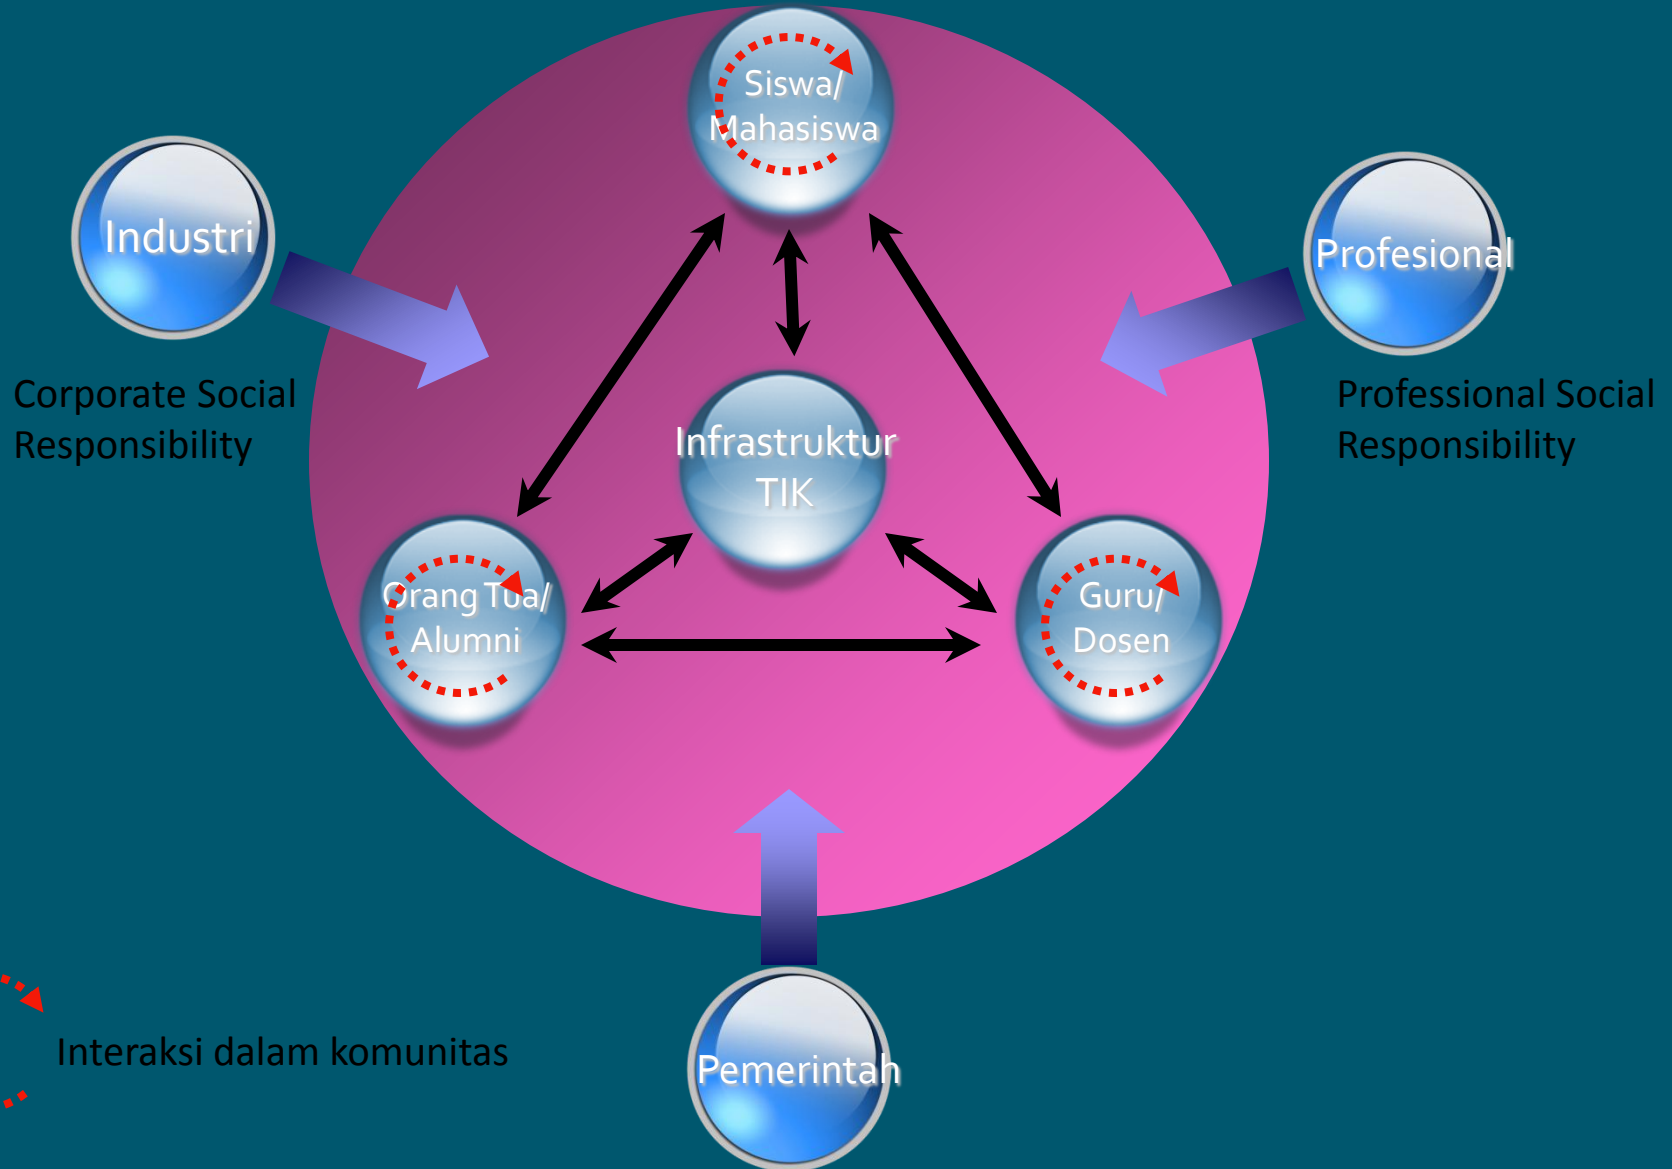 Siswa/
Mahasiswa
Industri
Profesional
Corporate Social
Responsibility
Professional Social
Responsibility
Infrastruktur
TIK
Orang Tua/
Alumni
Guru/
Dosen
Interaksi dalam komunitas
Pemerintah